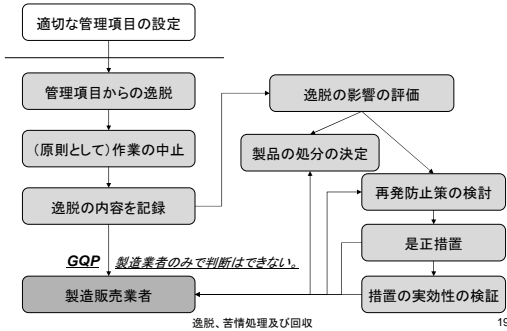 適切な管理項目の設定
管理項目からの逸脱
逸脱の影響の評価
(原則として)作業の中止
製品の処分の決定
再発防止策の検討
逸脱の内容を記録
是正措置
GQP 製造業者のみで判断はできない。
製造販売業者
措置の実効性の検証
逸脱、苦情処理及び回収
19